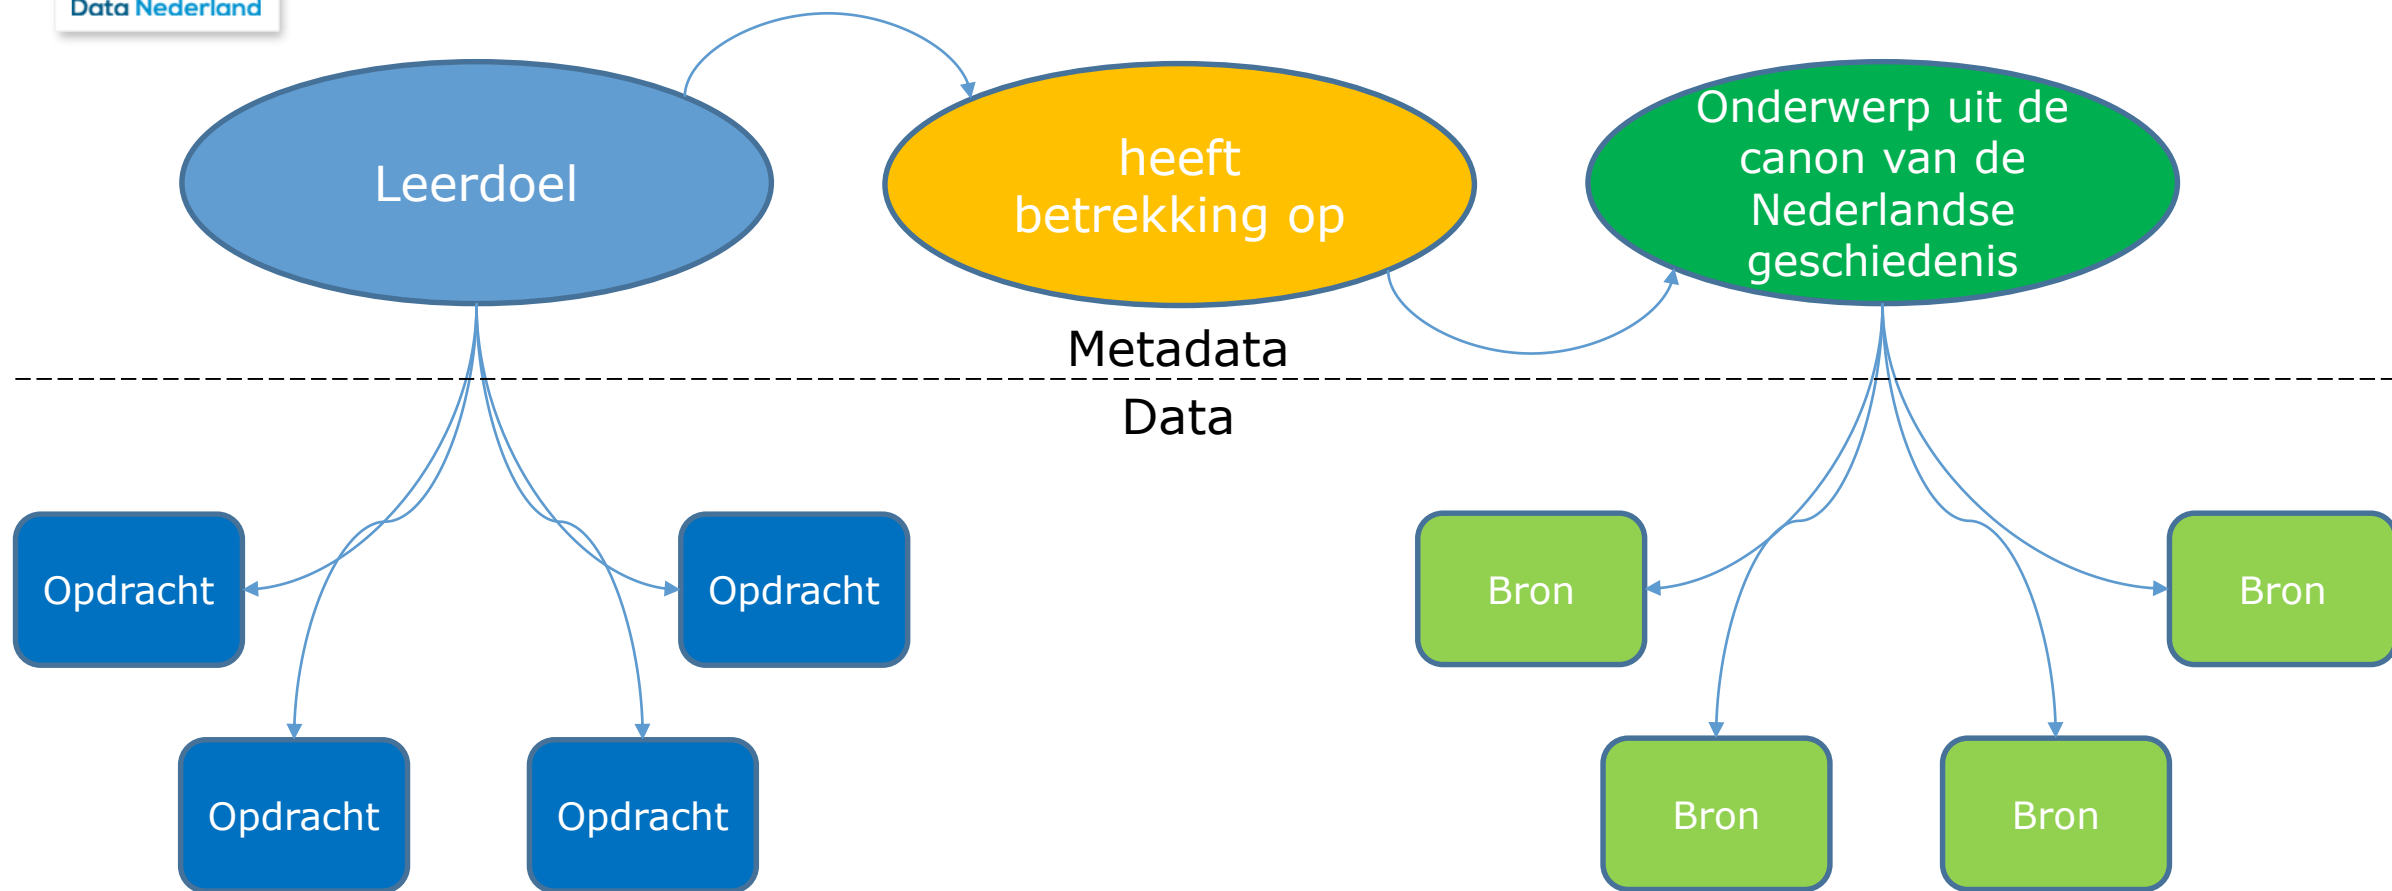 Data Nederland
Leerdoel
heeft
betrekking op
Onderwerp uit de
canon van de
Nederlandse
geschiedenis
Metadata
Data
Opdracht
Opdracht
Bron
Bron
Opdracht
Opdracht
Bron
Bron